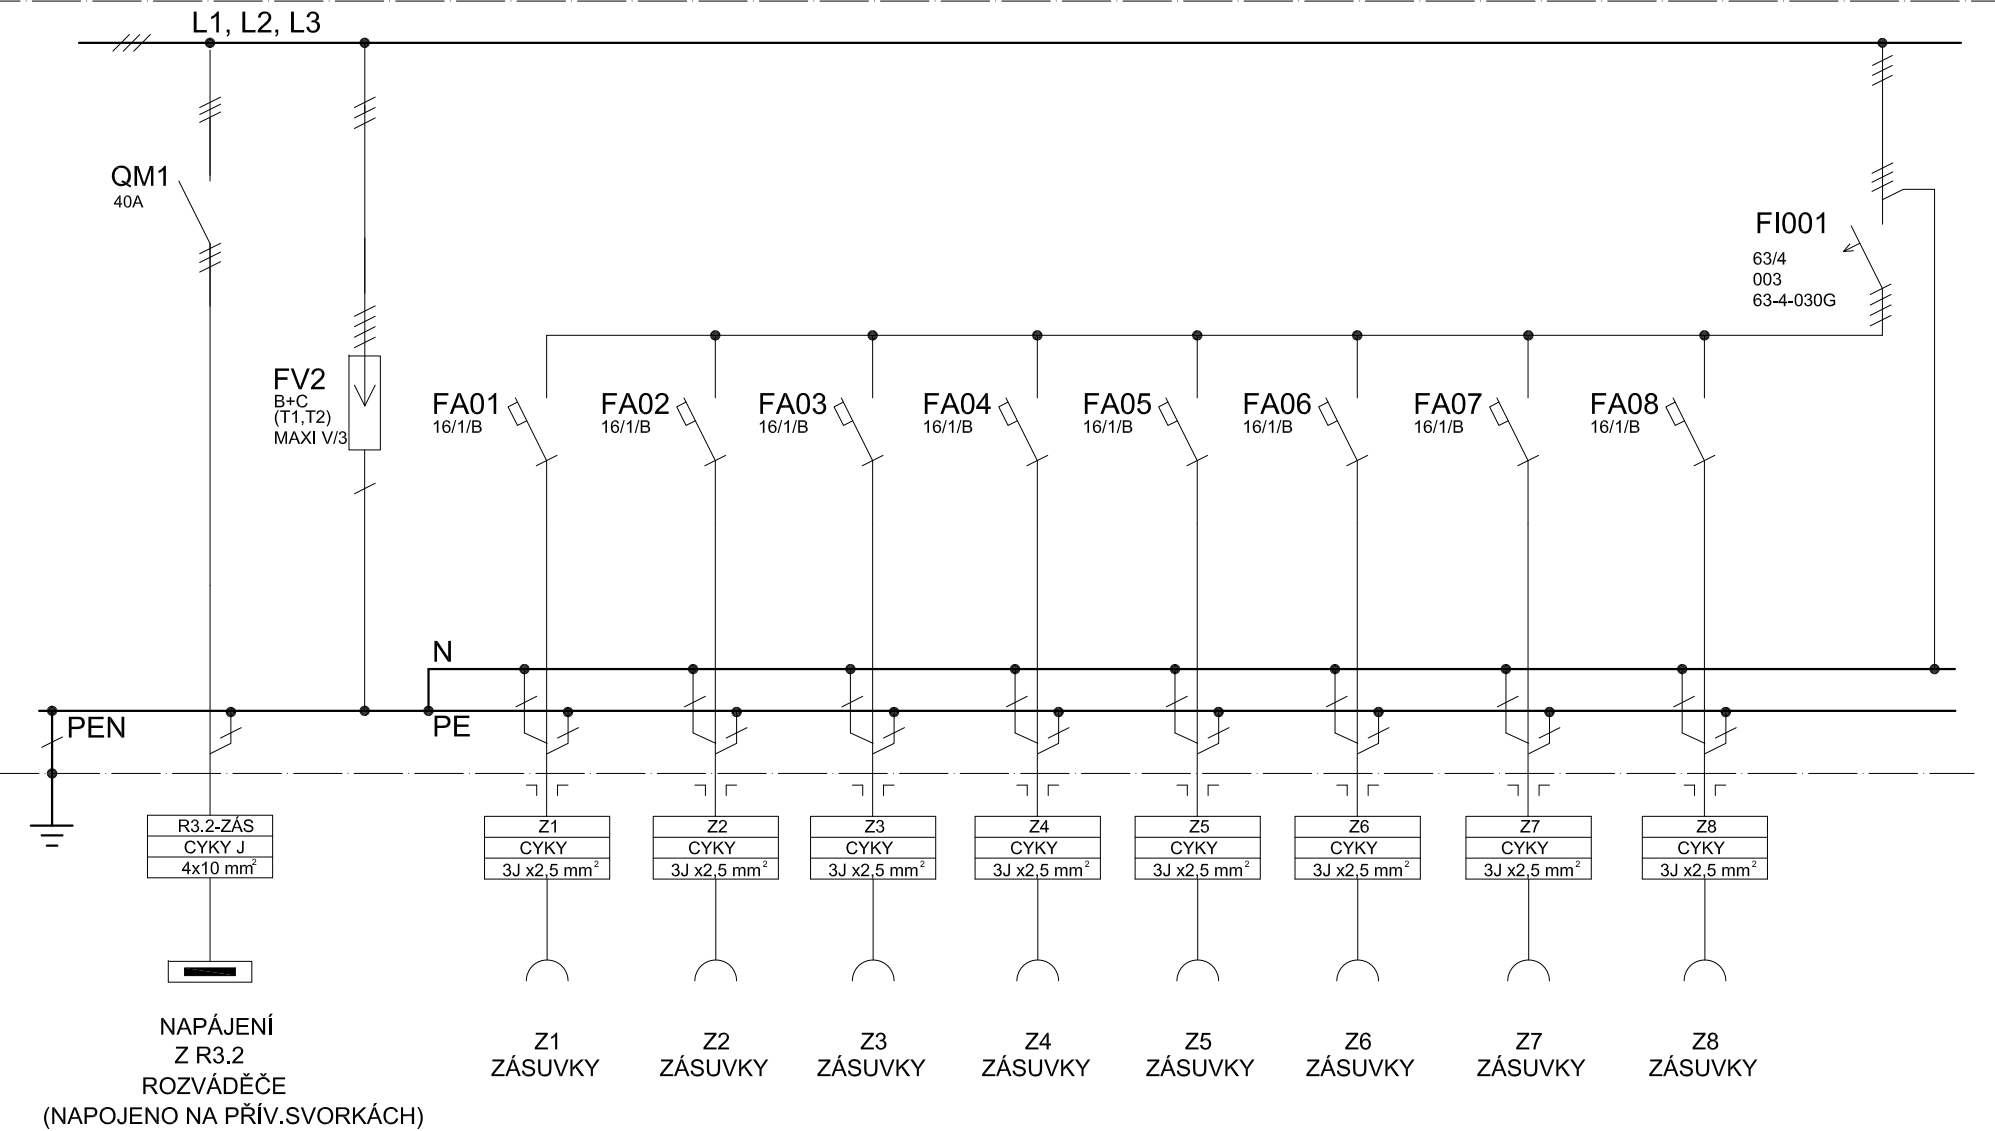 L1, L2, L3
QM1
40A
FI001
63/4
003
63-4-030G
FV2
B+C
(T1,T2)
MAXI V/3
FA01
16/1/B
FA02
16/1/B
FA03
16/1/B
FA04
16/1/B
FA05
16/1/B
FA06
16/1/B
FA07
16/1/B
FA08
16/1/B
N
PEN
PE
R3.2-ZÁS
CYKY J
4x10 mm²
Z1
CYKY
3J x2,5 mm²
Z2
CYKY
3J x2,5 mm²
Z3
CYKY
3J x2,5 mm²
Z4
CYKY
3J x2,5 mm²
Z5
CYKY
3J x2,5 mm²
Z6
CYKY
3J x2,5 mm²
Z7
CYKY
3J x2,5 mm²
Z8
CYKY
3J x2,5 mm²
NAPÁJENÍ
Z R3.2
ROZVÁDĚČE
(NAPOJENO NA PŘÍV.SVORKÁCH)
Z1
ZÁSUVKY
Z2
ZÁSUVKY
Z3
ZÁSUVKY
Z4
ZÁSUVKY
Z5
ZÁSUVKY
Z6
ZÁSUVKY
Z7
ZÁSUVKY
Z8
ZÁSUVKY